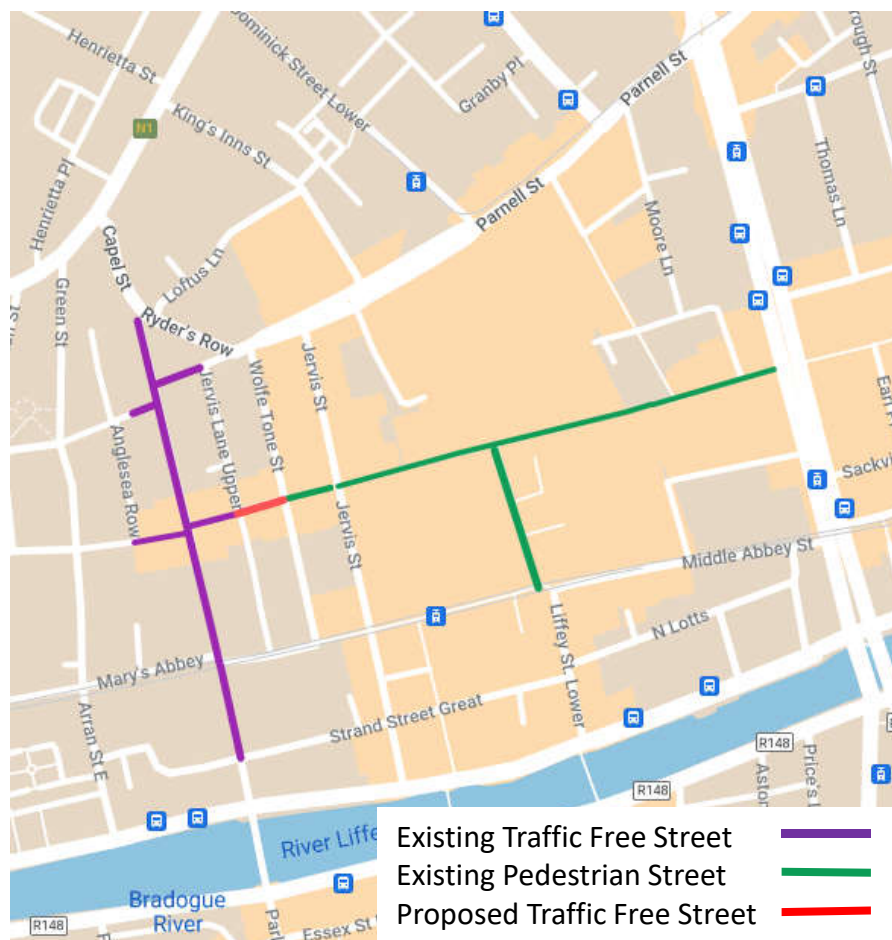 Henrietta St
Dominick Street Lower
Granby Pl
Parnell St
N1
King's Inns St
Thomas Ln
Henrietta Pl
Parnell St
Moore Ln
Capel St
Loftus Ln
Green St
Ryder's Row
Jervis St
Wolfe Tone St
Jervis Lane Upper
Anglesea Row
Jervis St
Middle Abbey St
Liffey St. Lower
N Lotts
Mary's Abbey
Arran St E
Strand Street Great
R148
R148
River Liffe
Bradogue
River
R148
Essex St
Existing Traffic Free Street
Existing Pedestrian Street
Proposed Traffic Free Street